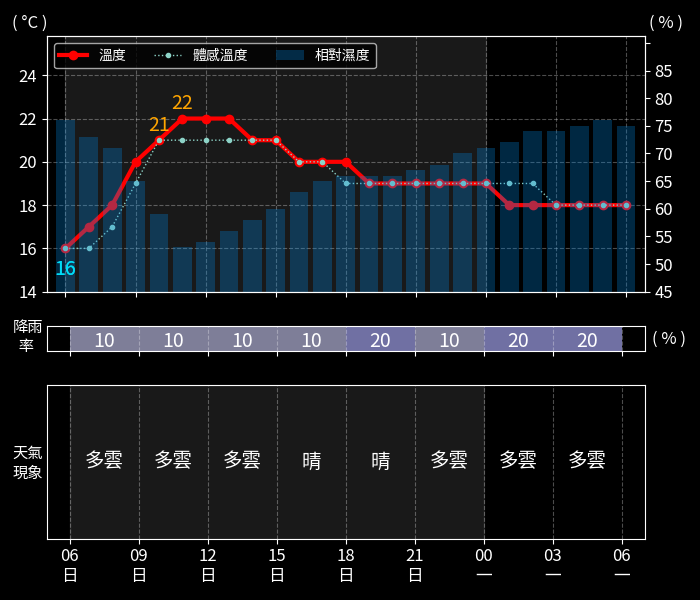 ( °C )
( % )
溫度 體感溫度 相對濕度
24
22
20
18
16
14
85
80
75
70
65
60
55
50
45
22
21
16
降雨
率
10 10 10 10 20 10 20 20
( % )
天氣
現象
多雲 多雲 多雲 晴 晴 多雲 多雲 多雲
06 09 12 15 18 21 00 03 06
日 日 日 日 日 日 一 一 一